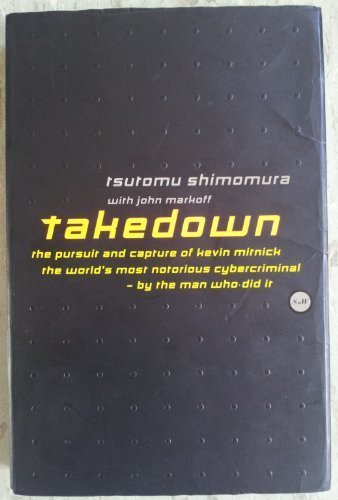 tsutomu shimomura
with john markoff
takedown
the pursuit and capture of kevin mitnick
the world's most notorious cybercriminal
– by the man who did it
S&W